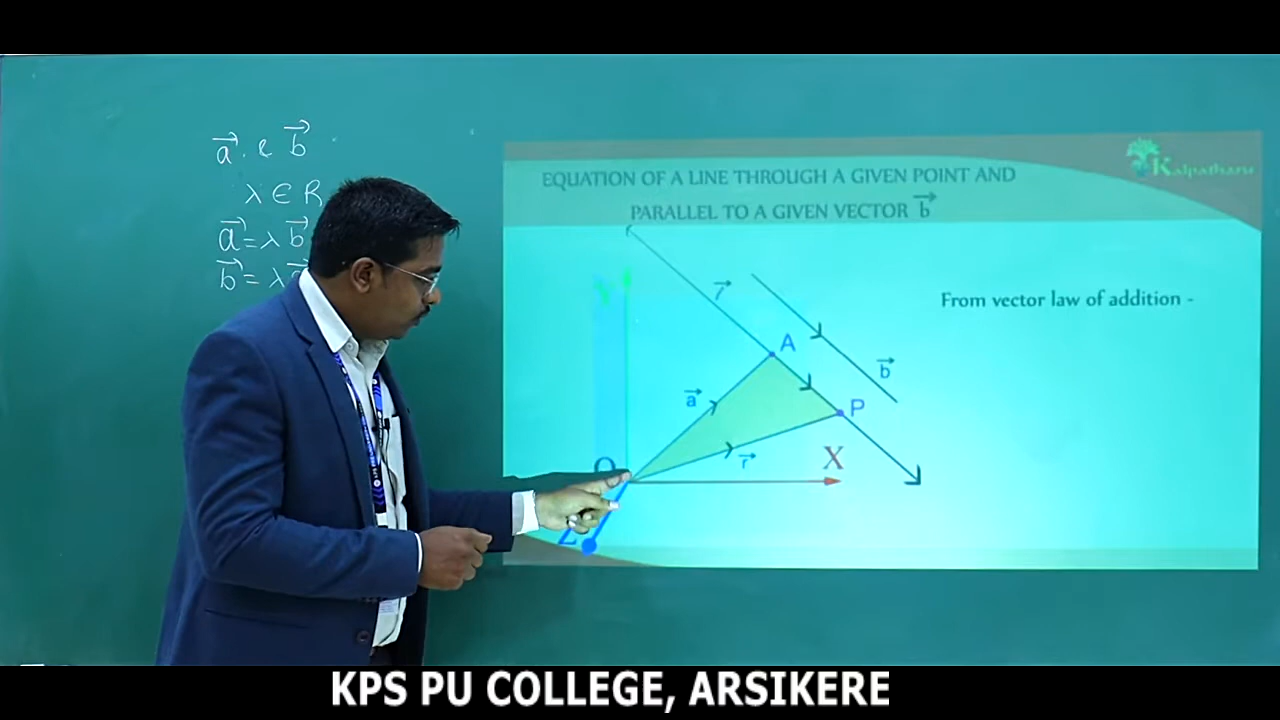 a⃗ . & b⃗
λ ∈ R
a⃗ = λ b⃗
b⃗ = λ
Kalpatharu
EQUATION OF A LINE THROUGH A GIVEN POINT AND
PARALLEL TO A GIVEN VECTOR b⃗
Y
l⃗
From vector law of addition -
A
b⃗
a⃗
P
r⃗
X
O
Z
KPS PU COLLEGE, ARSIKERE